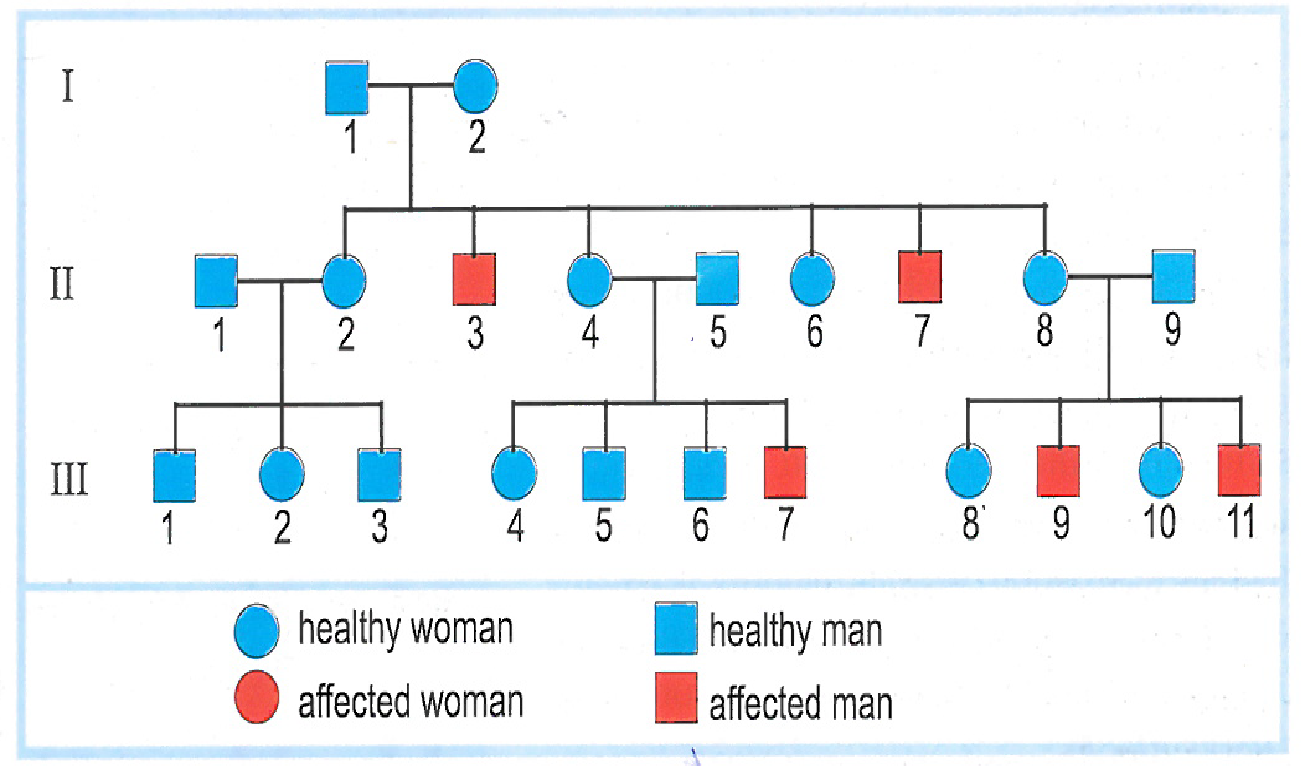 I
1 2
II
1 2 3 4 5 6 7 8 9
III
1 2 3 4 5 6 7 8 9 10 11
healthy woman healthy man
affected woman affected man